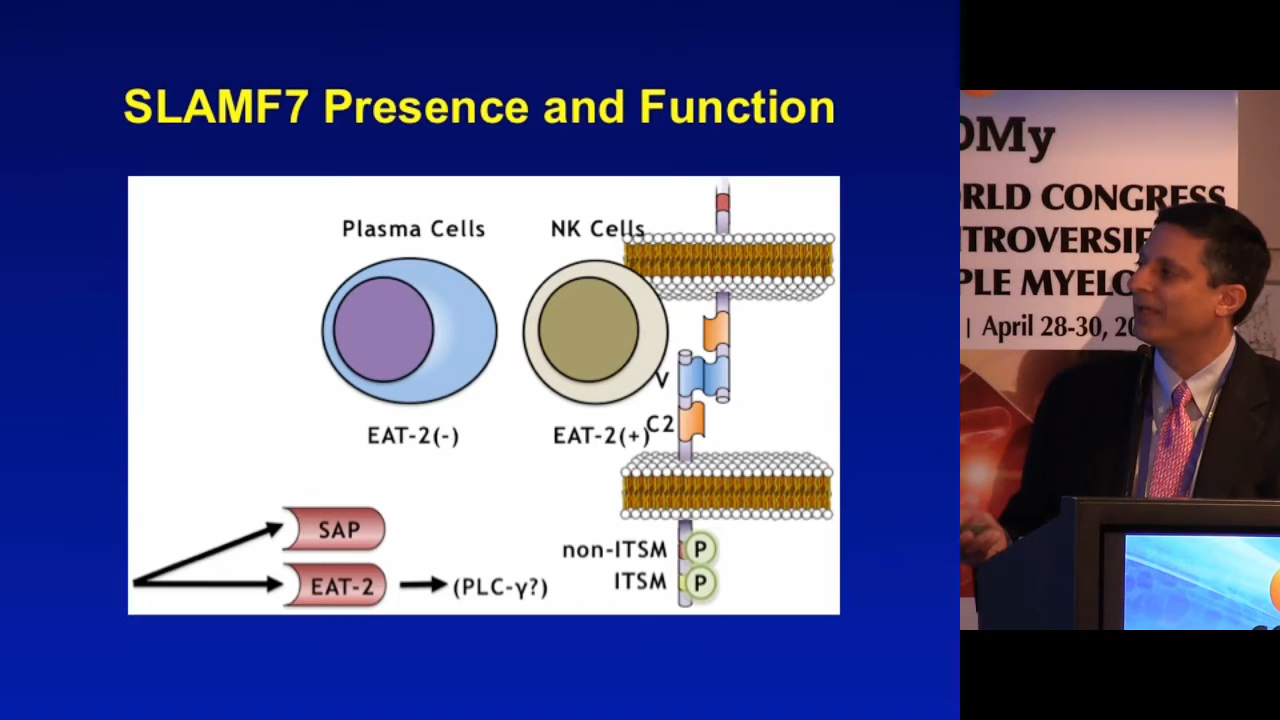 SLAMF7 Presence and Function
Plasma Cells
NK Cells
V
C2
EAT-2(-)
EAT-2(+)
SAP
EAT-2
(PLC-γ?)
non-ITSM
P
ITSM
P
OMy
RLD CONGRESS
TROVERSIE
PLE MYELO
| April 28-30, 20